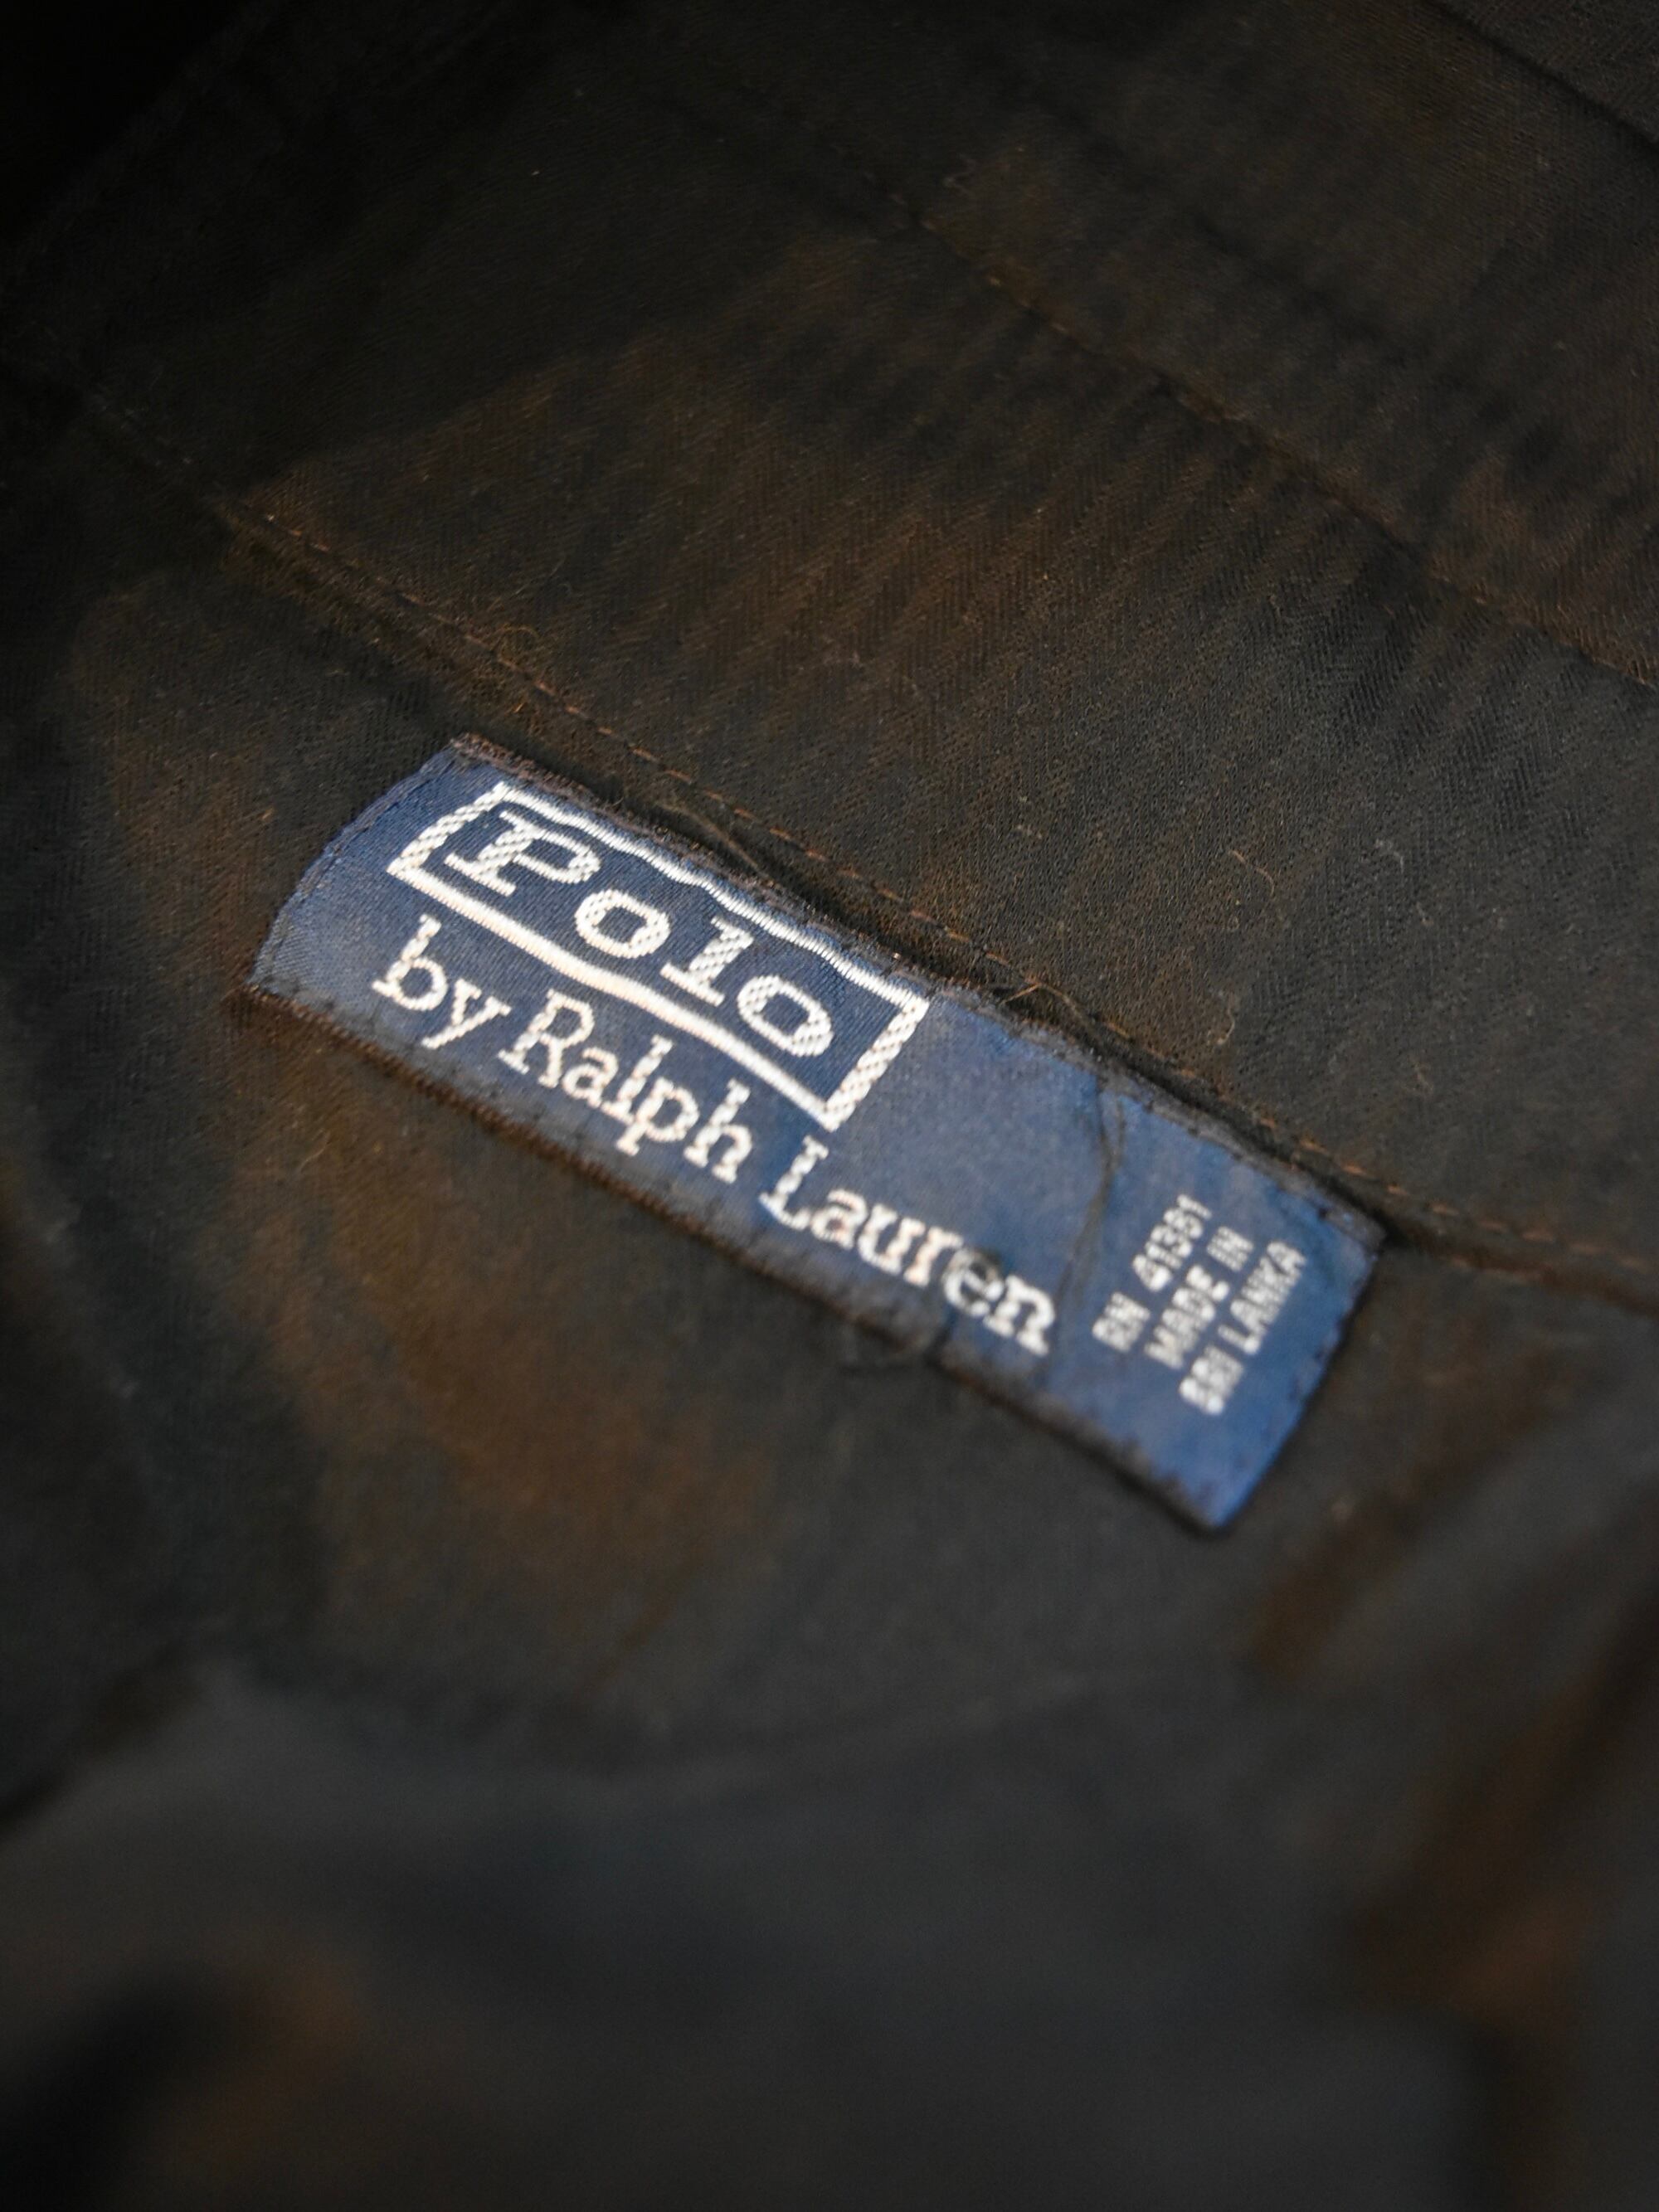 Polo
by Ralph Lauren
RN 41381
MADE IN
SRI LANKA